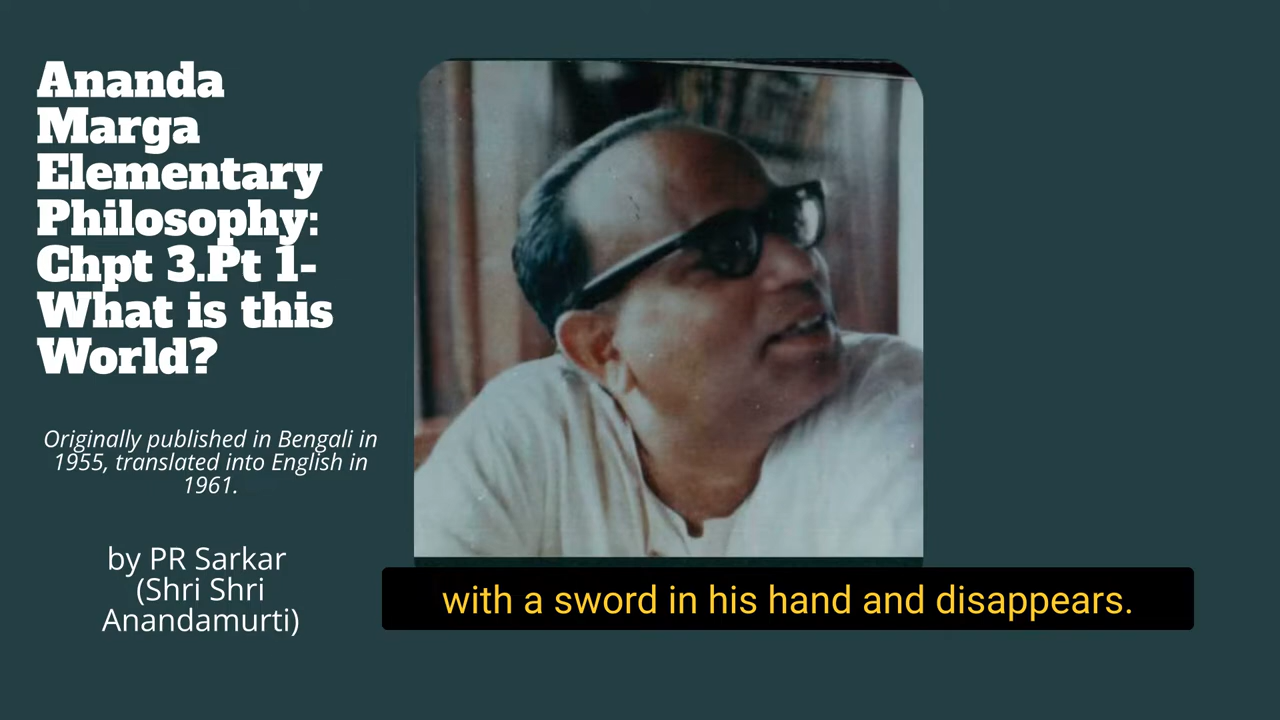 Ananda
Marga
Elementary
Philosophy:
Chpt 3.Pt 1-
What is this
World?
Originally published in Bengali in
1955, translated into English in
1961.
by PR Sarkar
(Shri Shri
Anandamurti)
with a sword in his hand and disappears.